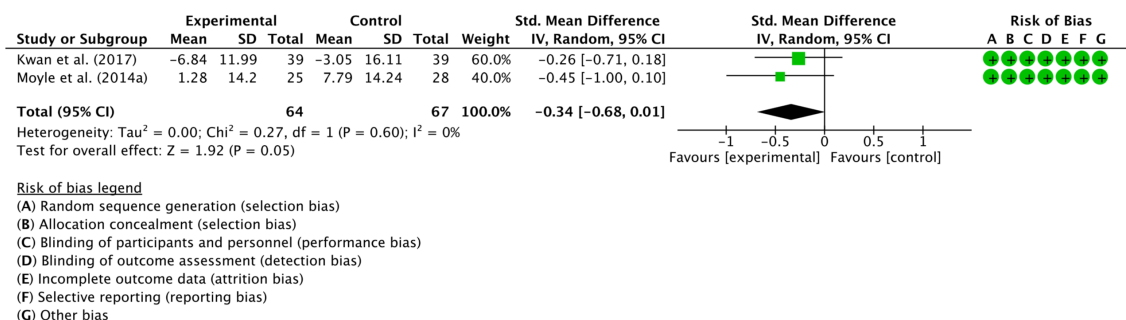 Experimental Control Std. Mean Difference Std. Mean Difference Risk of Bias
Study or Subgroup Mean SD Total Mean SD Total Weight IV, Random, 95% CI IV, Random, 95% CI A B C D E F G
Kwan et al. (2017) −6.84 11.99 39 −3.05 16.11 39 60.0% −0.26 [−0.71, 0.18] + + + + + + +
Moyle et al. (2014a) 1.28 14.2 25 7.79 14.24 28 40.0% −0.45 [−1.00, 0.10] + + + + + + +
Total (95% CI) 64 67 100.0% −0.34 [−0.68, 0.01]
Heterogeneity: Tau² = 0.00; Chi² = 0.27, df = 1 (P = 0.60); I² = 0%
Test for overall effect: Z = 1.92 (P = 0.05)
−1 −0.5 0 0.5 1
Favours [experimental] Favours [control]
Risk of bias legend
(A) Random sequence generation (selection bias)
(B) Allocation concealment (selection bias)
(C) Blinding of participants and personnel (performance bias)
(D) Blinding of outcome assessment (detection bias)
(E) Incomplete outcome data (attrition bias)
(F) Selective reporting (reporting bias)
(G) Other bias